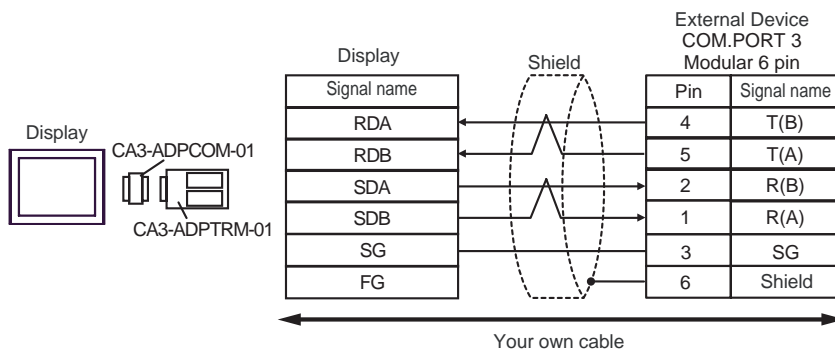 External Device
COM.PORT 3
Modular 6 pin
Display
Shield
Signal name
Pin
Signal name
RDA
4
T(B)
Display
CA3-ADPCOM-01
RDB
5
T(A)
SDA
2
R(B)
SDB
1
R(A)
CA3-ADPTRM-01
SG
3
SG
FG
6
Shield
Your own cable